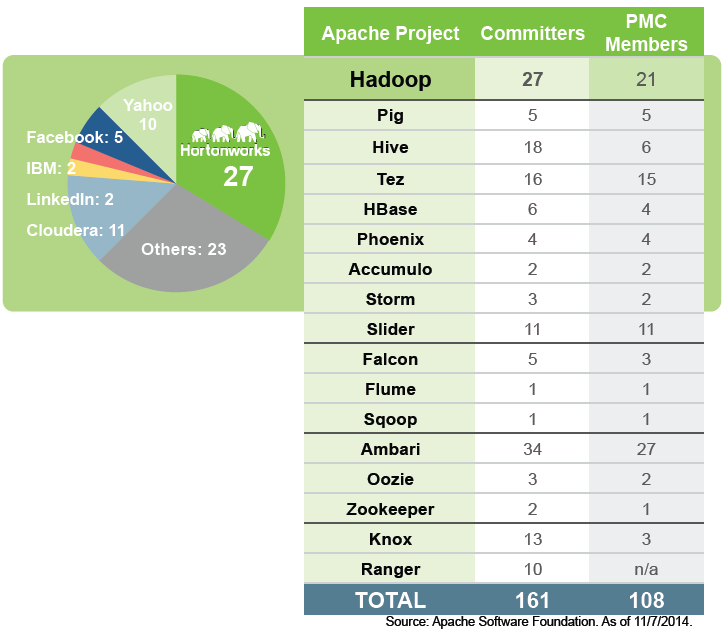 Apache Project Committers PMC Members
Hadoop 27 21
Pig 5 5
Hive 18 6
Tez 16 15
HBase 6 4
Phoenix 4 4
Accumulo 2 2
Storm 3 2
Slider 11 11
Falcon 5 3
Flume 1 1
Sqoop 1 1
Ambari 34 27
Oozie 3 2
Zookeeper 2 1
Knox 13 3
Ranger 10 n/a
TOTAL 161 108
Yahoo
10
Facebook: 5
IBM: 2
LinkedIn: 2
Cloudera: 11
Others: 23
Hortonworks
27
Source: Apache Software Foundation. As of 11/7/2014.